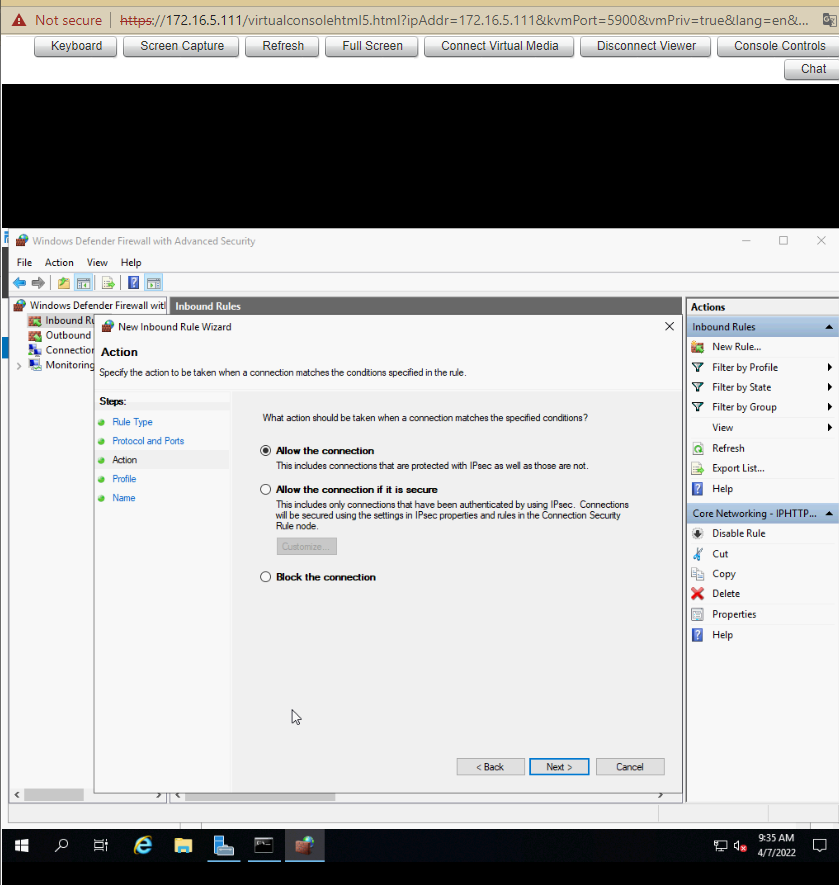 Not secure | https://172.16.5.111/virtualconsolehtml5.html?ipAddr=172.16.5.111&kvmPort=5900&vmPriv=true&lang=en&...
Keyboard Screen Capture Refresh Full Screen Connect Virtual Media Disconnect Viewer Console Controls
Chat
Windows Defender Firewall with Advanced Security
File Action View Help
Windows Defender Firewall with
Inbound Ru
Outbound
Connection
Monitoring
Inbound Rules
New Inbound Rule Wizard
Action
Specify the action to be taken when a connection matches the conditions specified in the rule.
Steps:
Rule Type
Protocol and Ports
Action
Profile
Name
What action should be taken when a connection matches the specified conditions?
Allow the connection
This includes connections that are protected with IPsec as well as those are not.
Allow the connection if it is secure
This includes only connections that have been authenticated by using IPsec. Connections
will be secured using the settings in IPsec properties and rules in the Connection Security
Rule node.
Customize...
Block the connection
< Back Next > Cancel
Actions
Inbound Rules
New Rule...
Filter by Profile
Filter by State
Filter by Group
View
Refresh
Export List...
Help
Core Networking - IPHTTP...
Disable Rule
Cut
Copy
Delete
Properties
Help
9:35 AM
4/7/2022